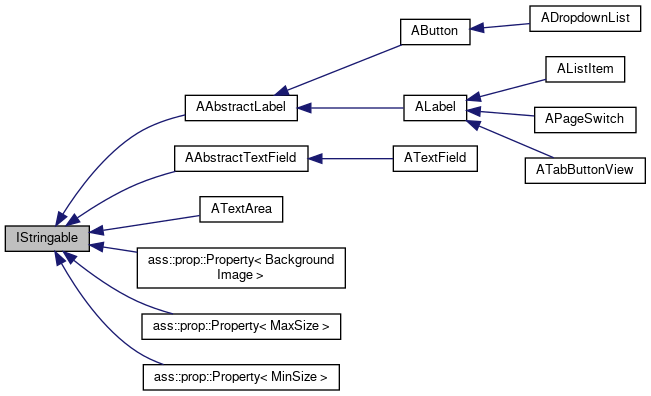 ADropdownList
AButton
AListItem
AAbstractLabel
ALabel
APageSwitch
AAbstractTextField
ATextField
ATabButtonView
ATextArea
IStringable
ass::prop::Property< Background
Image >
ass::prop::Property< MaxSize >
ass::prop::Property< MinSize >